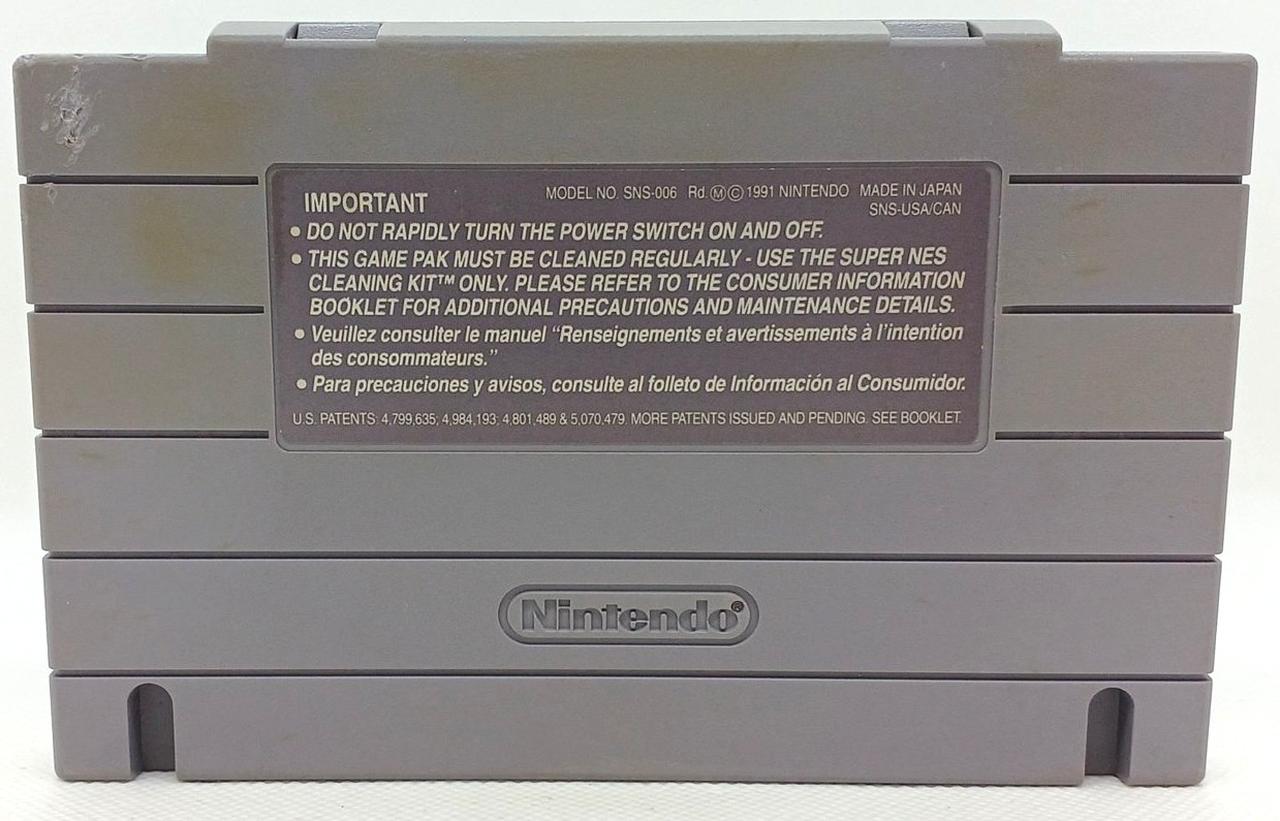 IMPORTANT
MODEL NO. SNS-006 Rd.ⓂⒸ1991 NINTENDO MADE IN JAPAN
SNS-USA/CAN
• DO NOT RAPIDLY TURN THE POWER SWITCH ON AND OFF.
• THIS GAME PAK MUST BE CLEANED REGULARLY - USE THE SUPER NES
CLEANING KIT™ ONLY. PLEASE REFER TO THE CONSUMER INFORMATION
BOOKLET FOR ADDITIONAL PRECAUTIONS AND MAINTENANCE DETAILS.
• Veuillez consulter le manuel “Renseignements et avertissements à l'intention
des consommateurs.”
• Para precauciones y avisos, consulte al folleto de Información al Consumidor.
U.S. PATENTS: 4,799,635; 4,984,193; 4,801,489 & 5,070,479. MORE PATENTS ISSUED AND PENDING. SEE BOOKLET.
Nintendo®